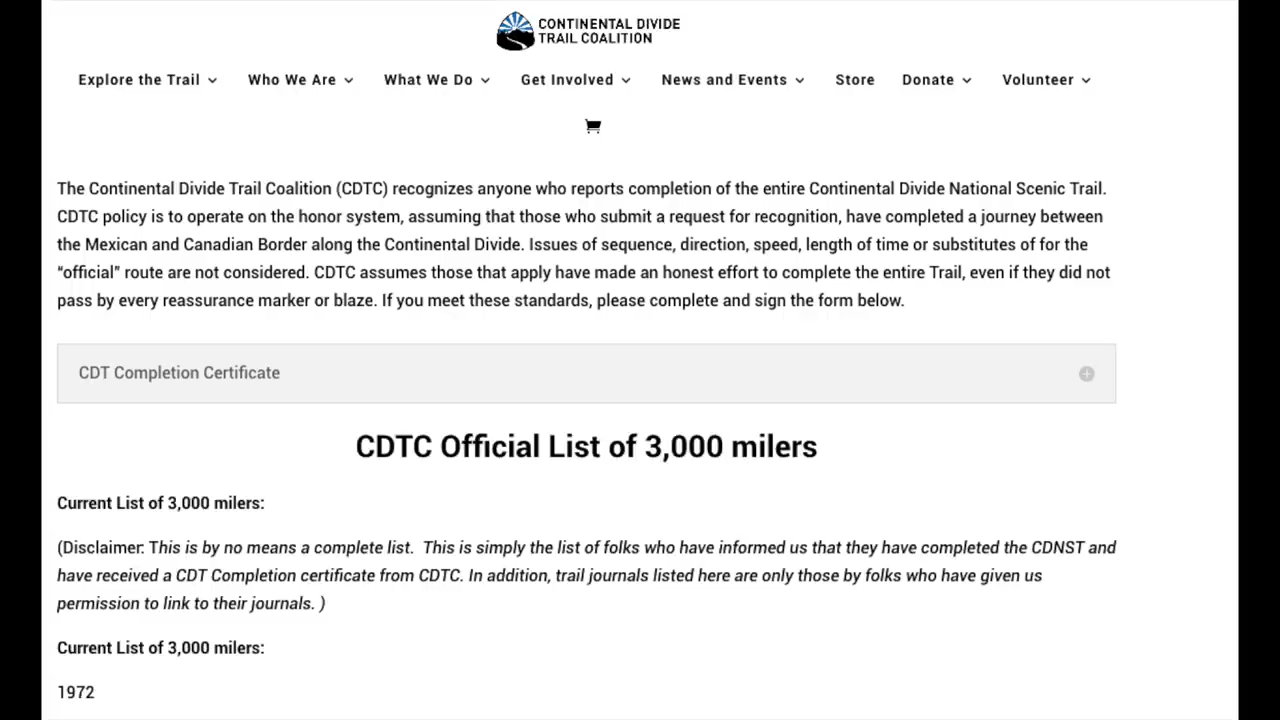 CONTINENTAL DIVIDE
TRAIL COALITION
Explore the Trail Who We Are What We Do Get Involved News and Events Store Donate Volunteer
The Continental Divide Trail Coalition (CDTC) recognizes anyone who reports completion of the entire Continental Divide National Scenic Trail.
CDTC policy is to operate on the honor system, assuming that those who submit a request for recognition, have completed a journey between
the Mexican and Canadian Border along the Continental Divide. Issues of sequence, direction, speed, length of time or substitutes of for the
“official” route are not considered. CDTC assumes those that apply have made an honest effort to complete the entire Trail, even if they did not
pass by every reassurance marker or blaze. If you meet these standards, please complete and sign the form below.
CDT Completion Certificate
CDTC Official List of 3,000 milers
Current List of 3,000 milers:
(Disclaimer: This is by no means a complete list. This is simply the list of folks who have informed us that they have completed the CDNST and
have received a CDT Completion certificate from CDTC. In addition, trail journals listed here are only those by folks who have given us
permission to link to their journals. )
Current List of 3,000 milers:
1972